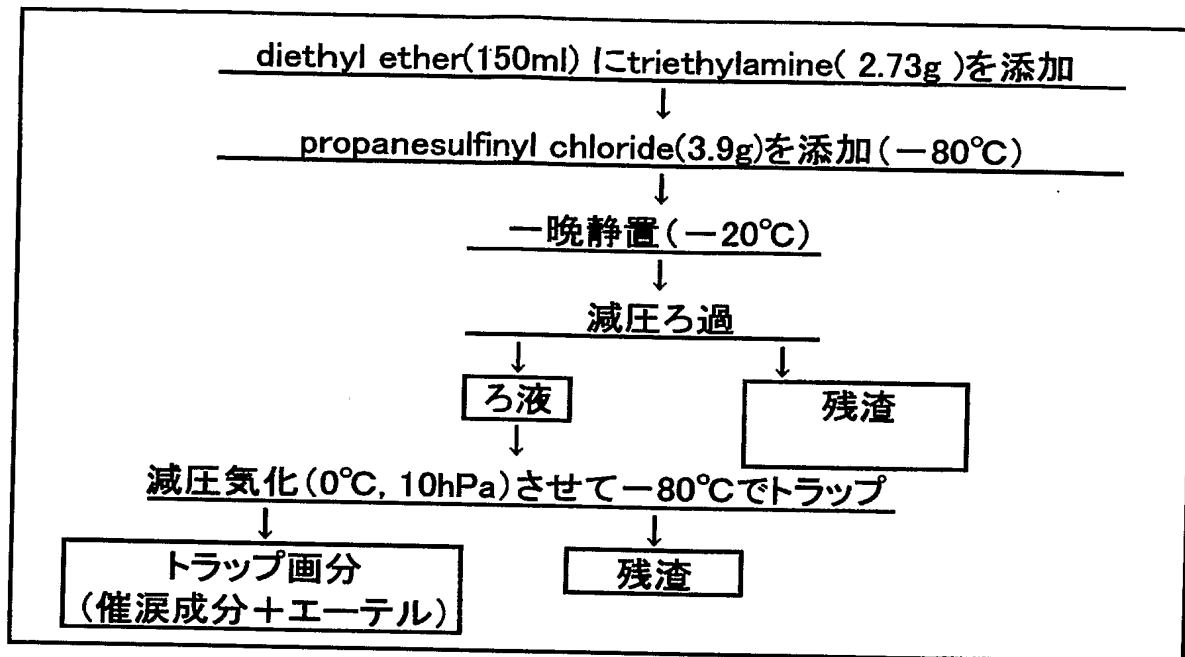 diethyl ether(150ml) にtriethylamine( 2.73g )を添加
↓
propanesulfinyl chloride(3.9g)を添加(－80℃)
↓
一晩静置(－20℃)
↓
減圧ろ過
↓ ↓
ろ液 残渣
↓
減圧気化(0℃, 10hPa)させて－80℃でトラップ
↓ ↓
トラップ画分 残渣
(催涙成分＋エーテル)